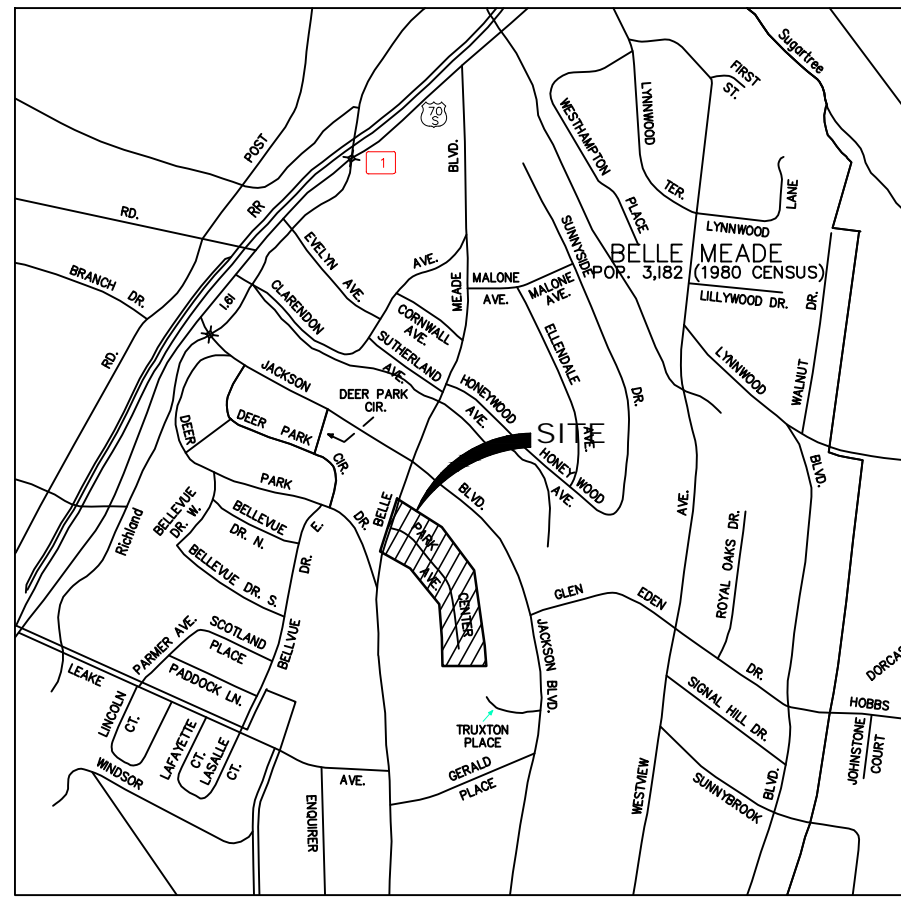 Sugartree
FIRST
ST.
LYNNWOOD
WESTHAMPTON
PLACE
TER.
LANE
LYNNWOOD
70
S
BLVD.
POST
RR
1
RD.
BRANCH DR.
RD.
1.61
EVELYN
AVE.
AVE.
CLARENDON
AVE.
CORNWALL
AVE.
SUTHERLAND
MEADE
MALONE
AVE.
MALONE
AVE.
SUNNYSIDE
DR.
BELLE MEADE
POP. 3,182 (1980 CENSUS)
LILLYWOOD DR.
DR.
WALNUT
LYNNWOOD
BLVD.
ELLENDALE
AVE.
HONEYWOOD
AVE.
SITE
HONEYWOOD
AVE.
JACKSON
BLVD.
DEER PARK
CIR.
DEER PARK
CIR.
DEER
PARK
DR.
BELLE
BELLEVUE
DR. W.
BELLEVUE
DR. N.
BELLEVUE DR. S.
BELLVUE
DR.
E
Richland
PARK
AVE.
CENTER
AVE.
WESTVIEW
ROYAL OAKS DR.
GLEN
EDEN
DR.
JACKSON BLVD.
SIGNAL HILL DR.
HOBBS
DORCAS
JOHNSTONE
COURT
SUNNYBROOK
BLVD.
TRUXTON
PLACE
GERALD
PLACE
PARMER AVE.
SCOTLAND
PLACE
PADDOCK LN.
LEAKE
AVE.
LINCOLN
CT.
LAFAYETTE
CT.
LASALLE
CT.
WINDSOR
ENQUIRER